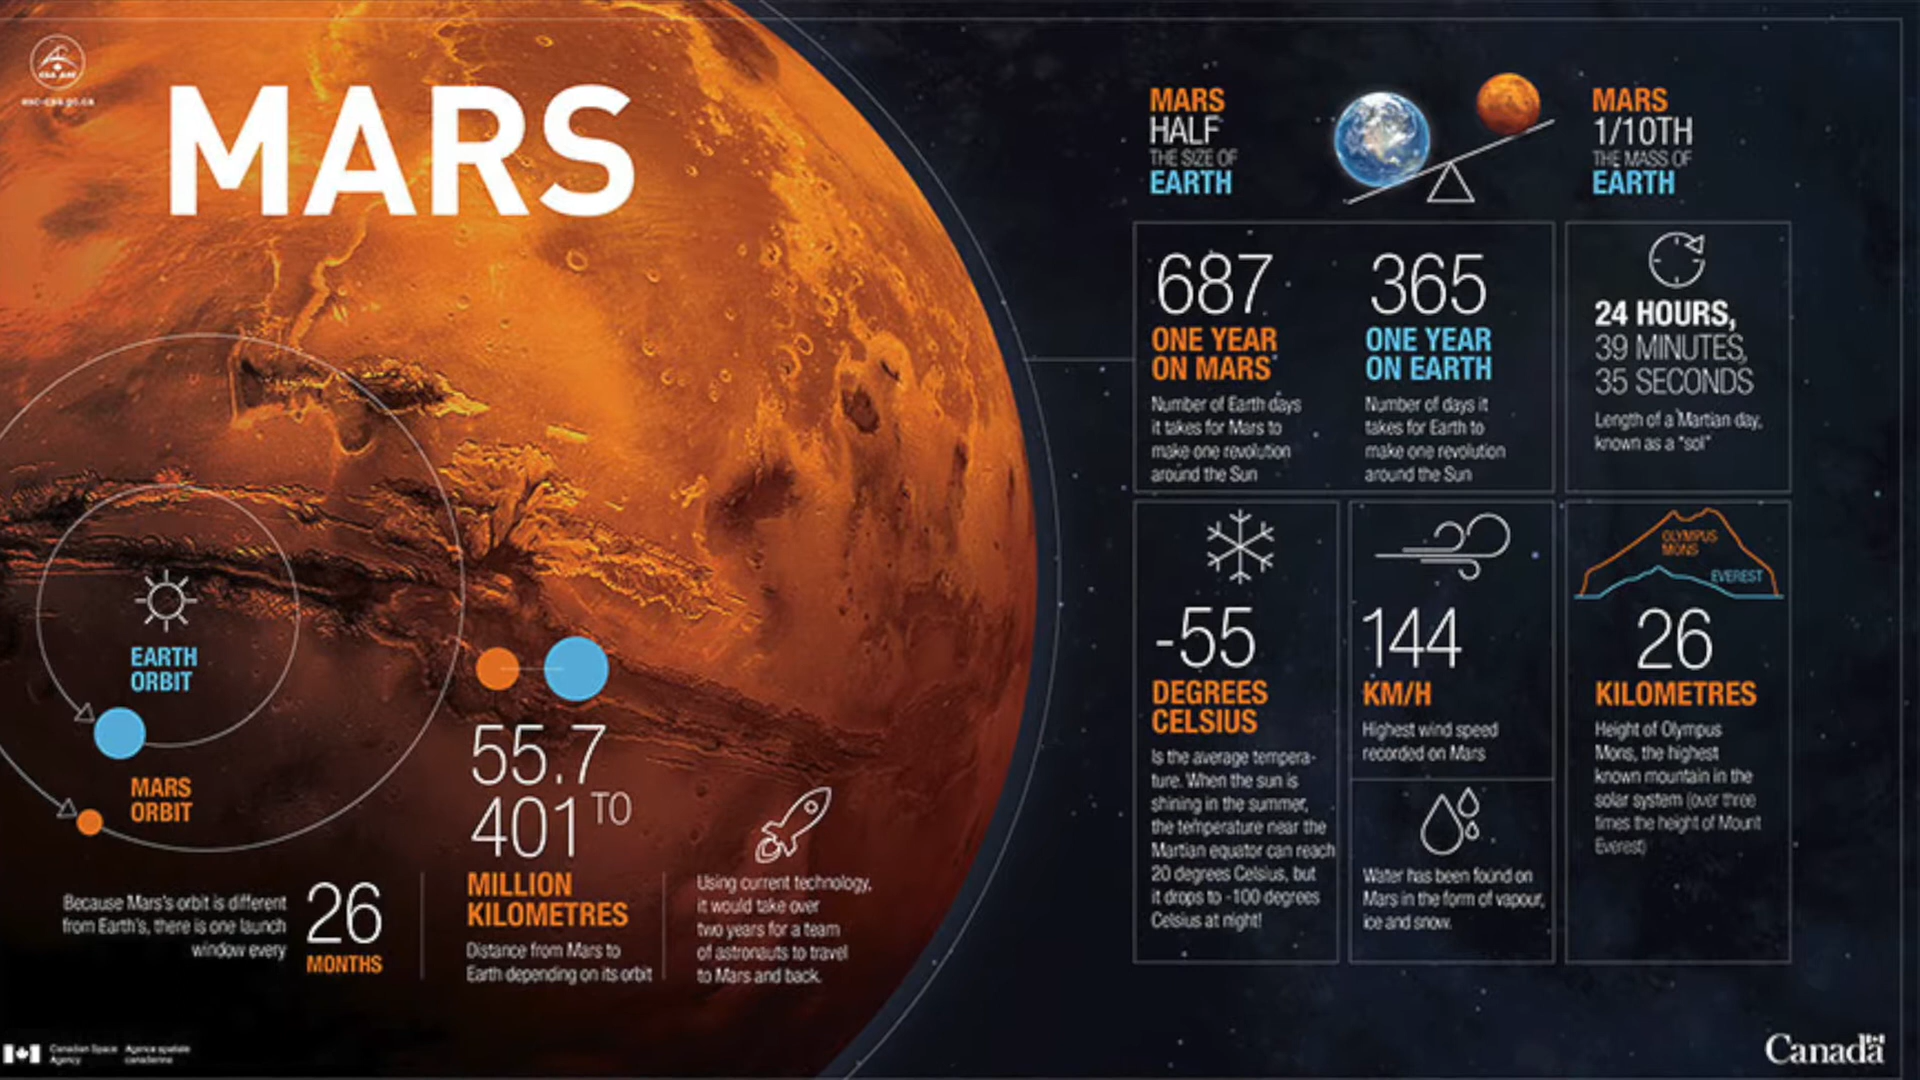 asc-csa.gc.ca
MARS
EARTH
ORBIT
MARS
ORBIT
Because Mars's orbit is different
from Earth's, there is one launch
window every
26
MONTHS
55.7
401 TO
MILLION
KILOMETRES
Distance from Mars to
Earth depending on its orbit
Using current technology,
it would take over
two years for a team
of astronauts to travel
to Mars and back.
MARS
HALF
THE SIZE OF
EARTH
MARS
1/10TH
THE MASS OF
EARTH
687
ONE YEAR
ON MARS
Number of Earth days
it takes for Mars to
make one revolution
around the Sun
365
ONE YEAR
ON EARTH
Number of days it
takes for Earth to
make one revolution
around the Sun
24 HOURS,
39 MINUTES,
35 SECONDS
Length of a Martian day,
known as a "sol"
-55
DEGREES
CELSIUS
Is the average tempera-
ture. When the sun is
shining in the summer,
the temperature near the
Martian equator can reach
20 degrees Celsius, but
it drops to -100 degrees
Celsius at night!
144
KM/H
Highest wind speed
recorded on Mars
Water has been found on
Mars in the form of vapour,
ice and snow.
OLYMPUS
MONS
EVEREST
26
KILOMETRES
Height of Olympus
Mons, the highest
known mountain in the
solar system (over three
times the height of Mount
Everest)
Canadian Space
Agency
Agence spatiale
canadienne
Canada